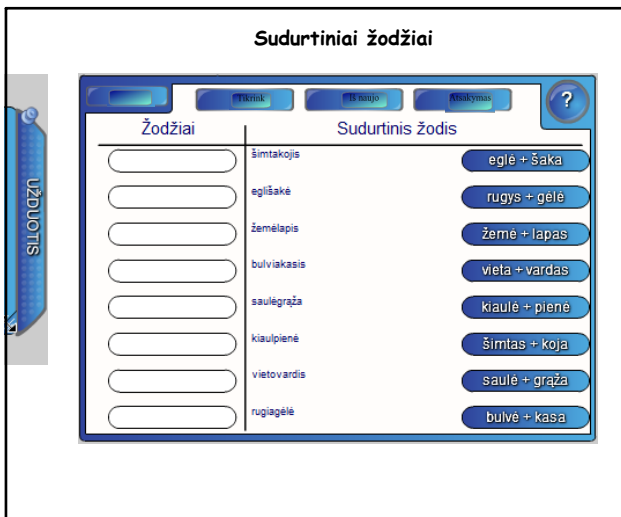 Sudurtiniai žodžiai
Tikrink
Iš naujo
Atsakymas
?
UŽDUOTIS
Žodžiai
Sudurtinis žodis
šimtakojis
eglė + šaka
eglišakė
rugys + gėlė
žemėlapis
žemė + lapas
bulviakasis
vieta + vardas
saulėgrąža
kiaulė + pienė
kiaulpienė
šimtas + koja
vietovardis
saulė + grąža
rugiagėlė
bulvė + kasa